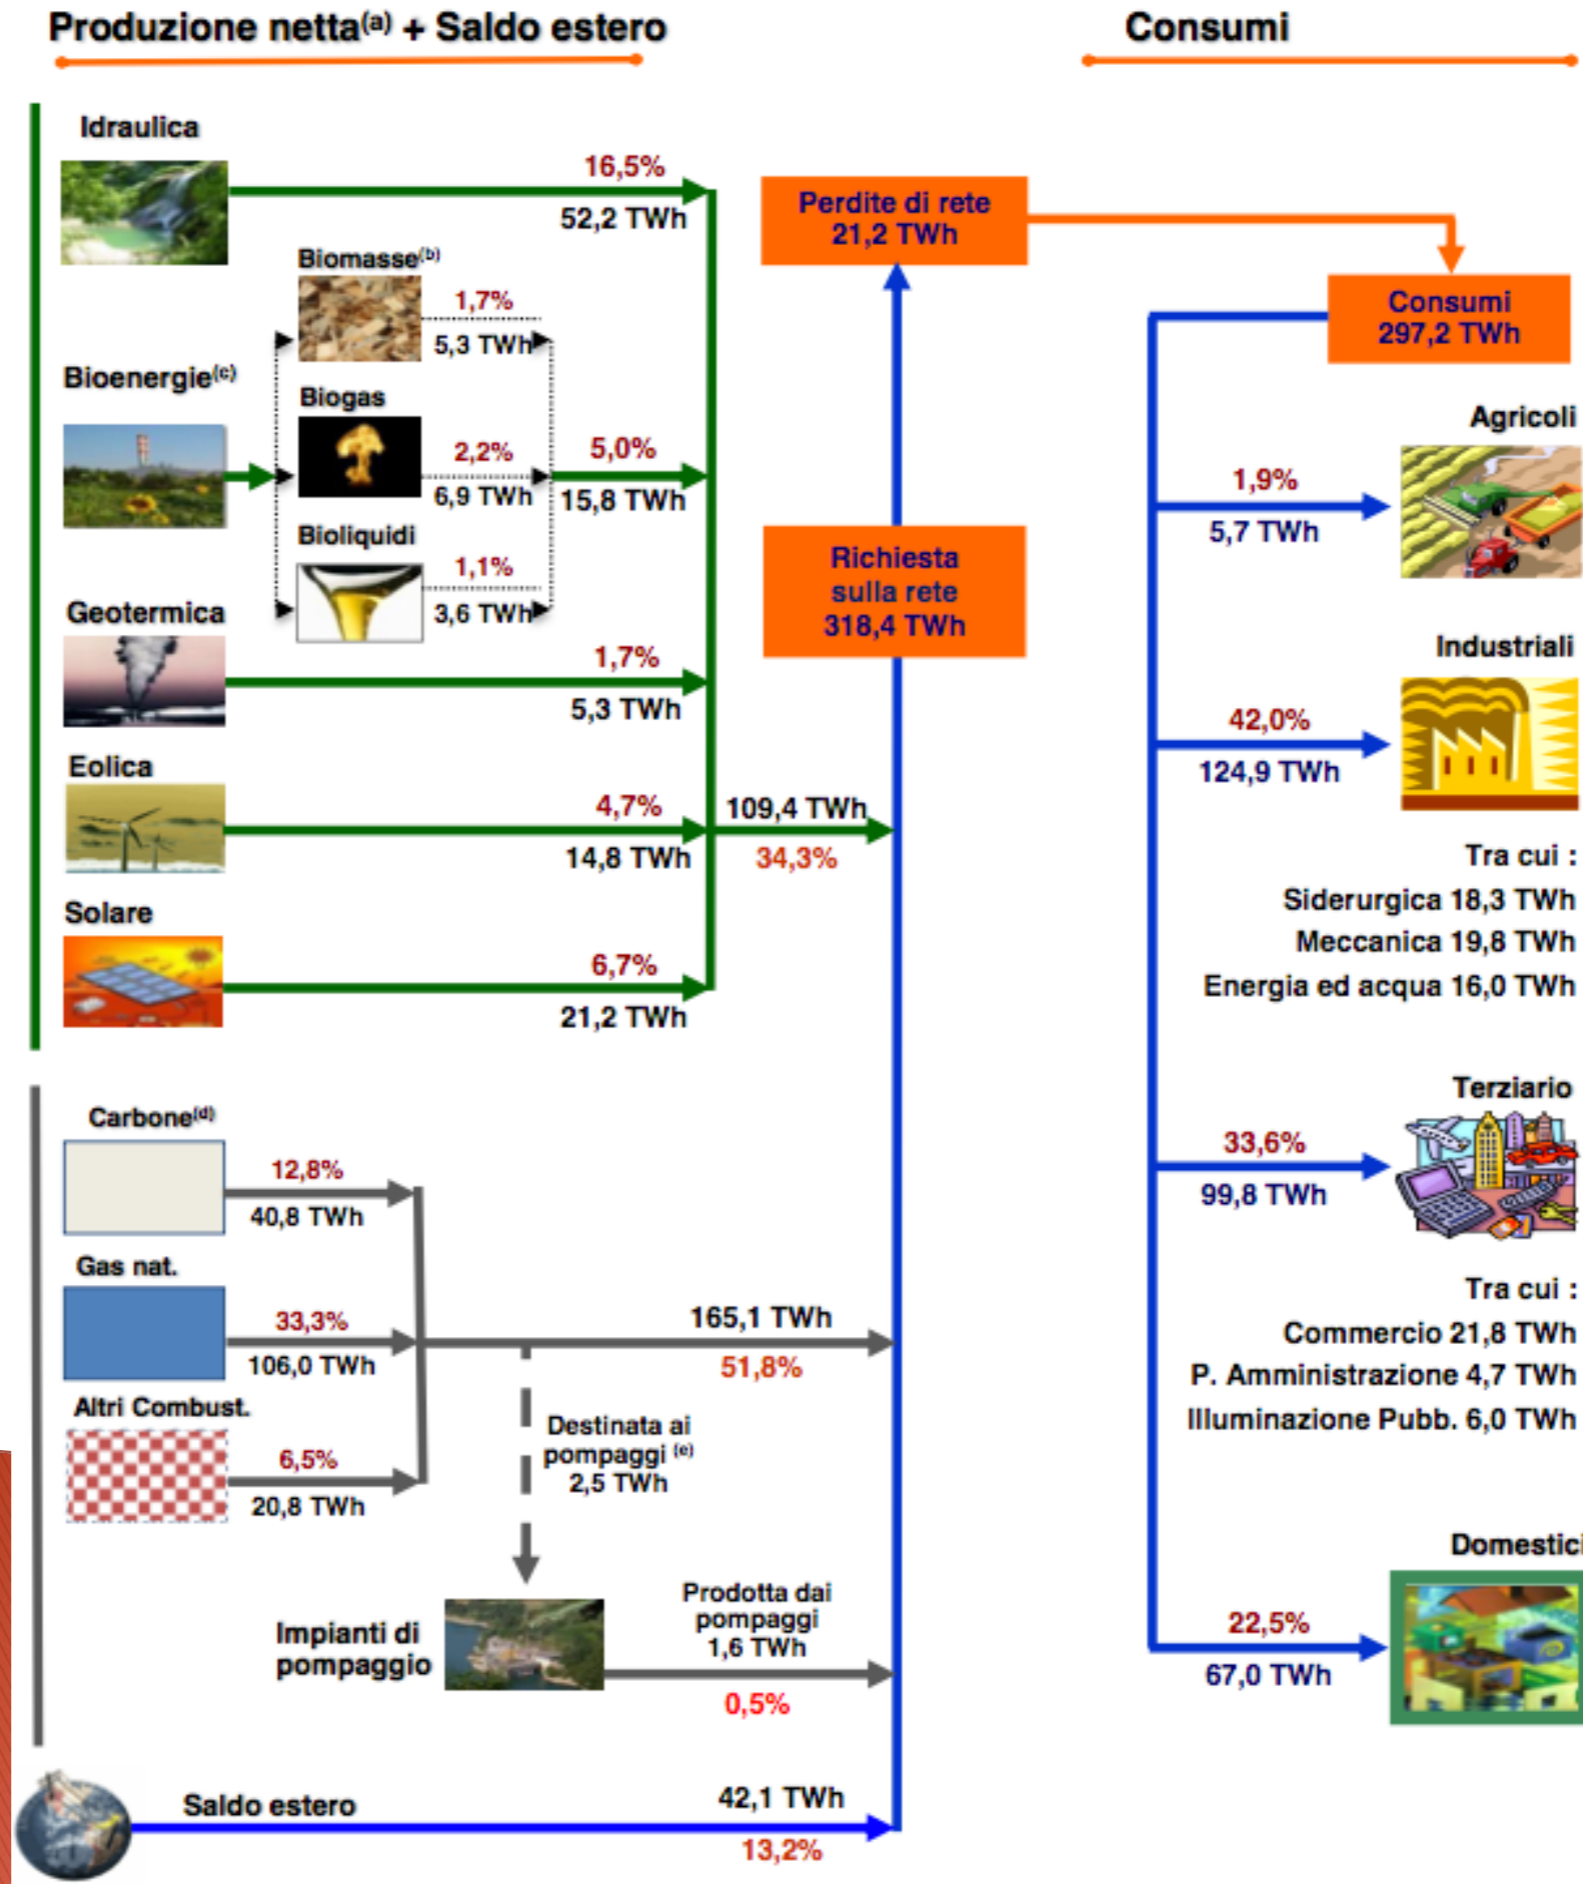 Produzione netta(a) + Saldo estero
Consumi
Idraulica
16,5%
52,2 TWh
Biomasse(b)
1,7%
5,3 TWh
Bioenergie(c)
Biogas
2,2%
6,9 TWh
5,0%
15,8 TWh
Bioliquidi
1,1%
3,6 TWh
Geotermica
1,7%
5,3 TWh
Eolica
4,7%
14,8 TWh
109,4 TWh
34,3%
Solare
6,7%
21,2 TWh
Carbone(d)
12,8%
40,8 TWh
Gas nat.
33,3%
106,0 TWh
165,1 TWh
51,8%
Altri Combust.
6,5%
20,8 TWh
Destinata ai
pompaggi (e)
2,5 TWh
Impianti di
pompaggio
Prodotta dai
pompaggi
1,6 TWh
0,5%
Saldo estero
42,1 TWh
13,2%
Perdite di rete
21,2 TWh
Richiesta
sulla rete
318,4 TWh
Consumi
297,2 TWh
Agricoli
1,9%
5,7 TWh
Industriali
42,0%
124,9 TWh
Tra cui :
Siderurgica 18,3 TWh
Meccanica 19,8 TWh
Energia ed acqua 16,0 TWh
Terziario
33,6%
99,8 TWh
Tra cui :
Commercio 21,8 TWh
P. Amministrazione 4,7 TWh
Illuminazione Pubb. 6,0 TWh
Domestici
22,5%
67,0 TWh